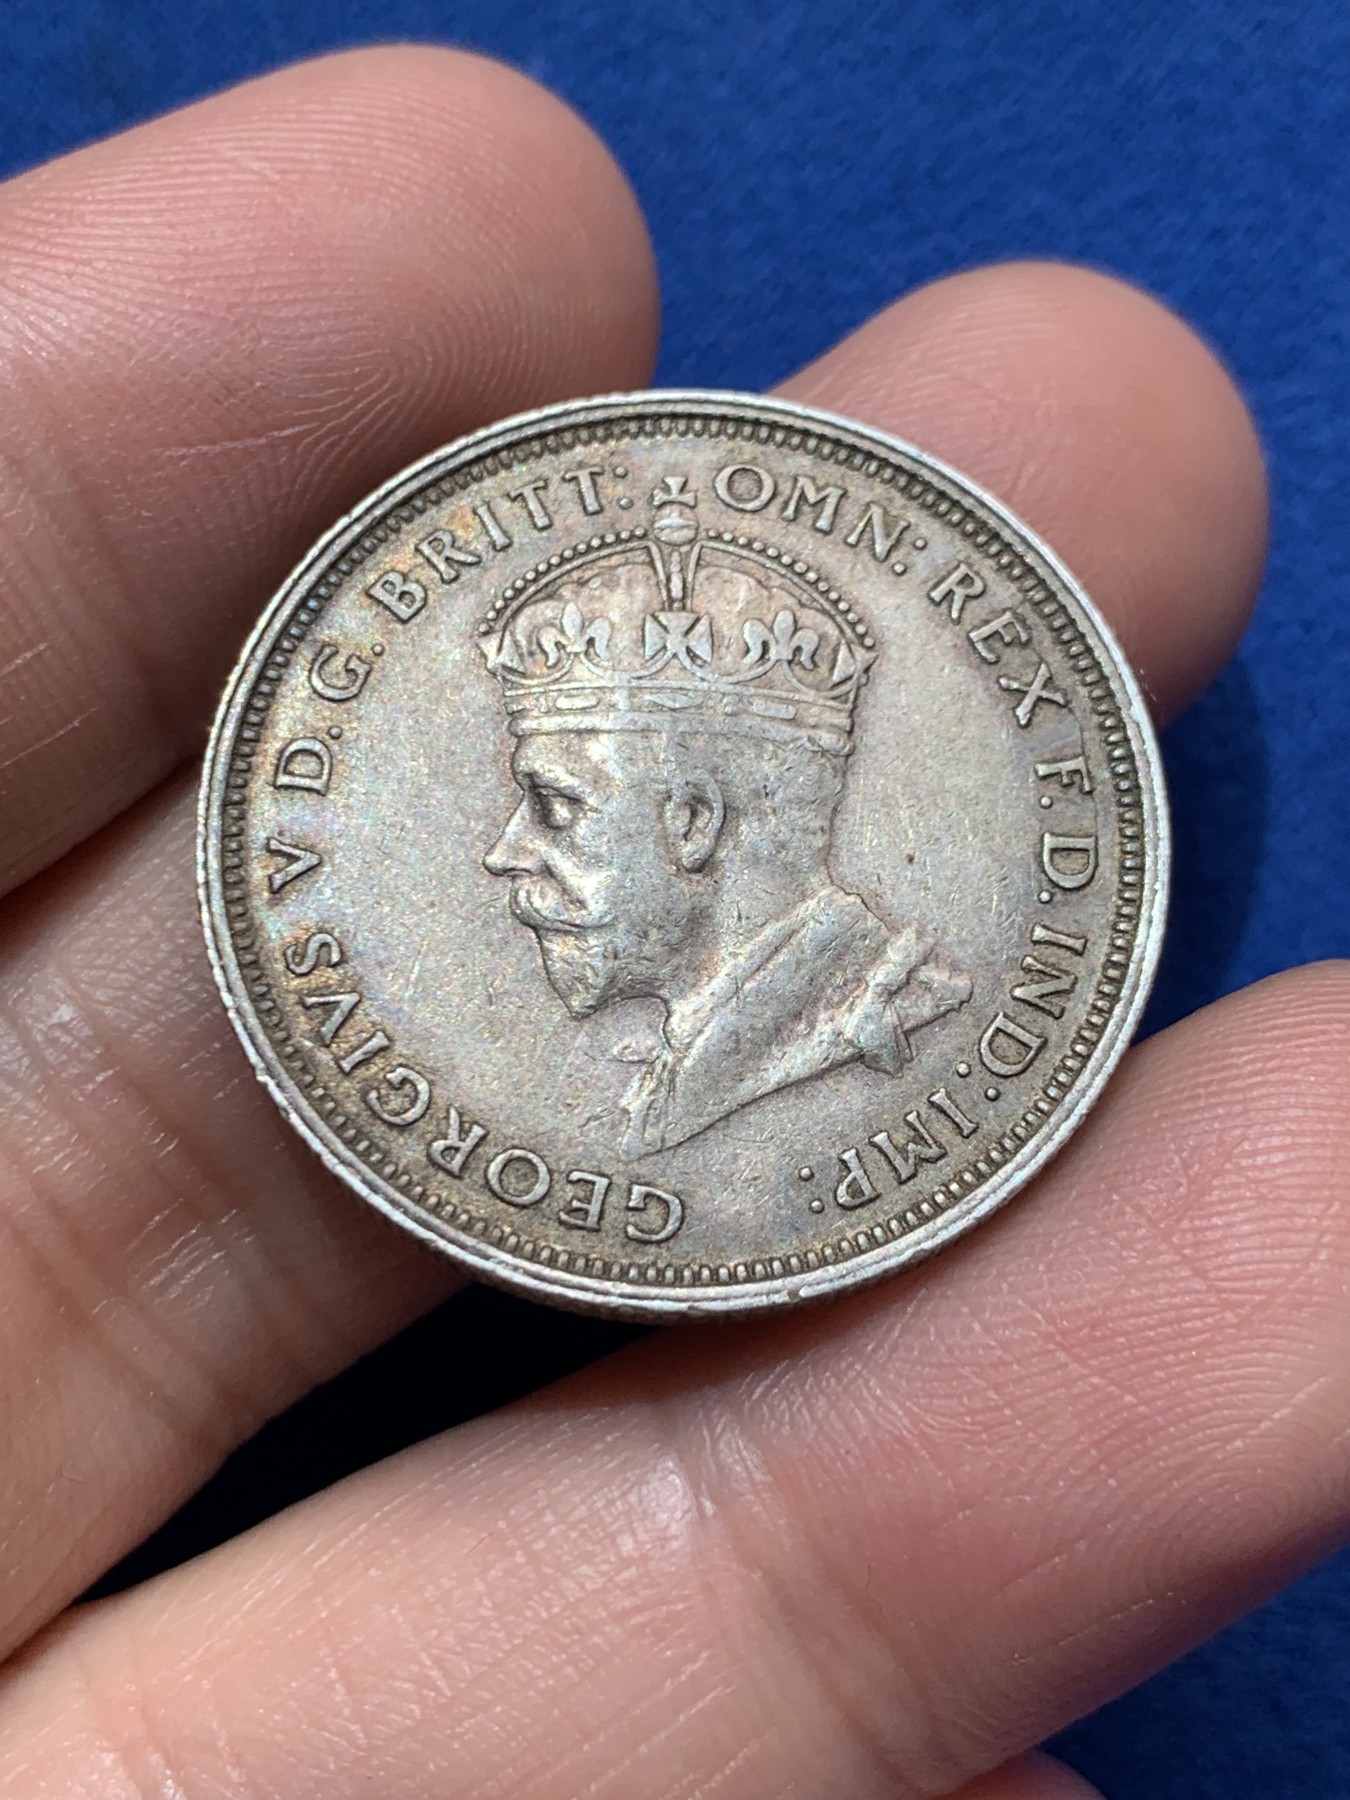 GEORGIVS V D.G. BRITT: OMN: REX F.D. IND: IMP: